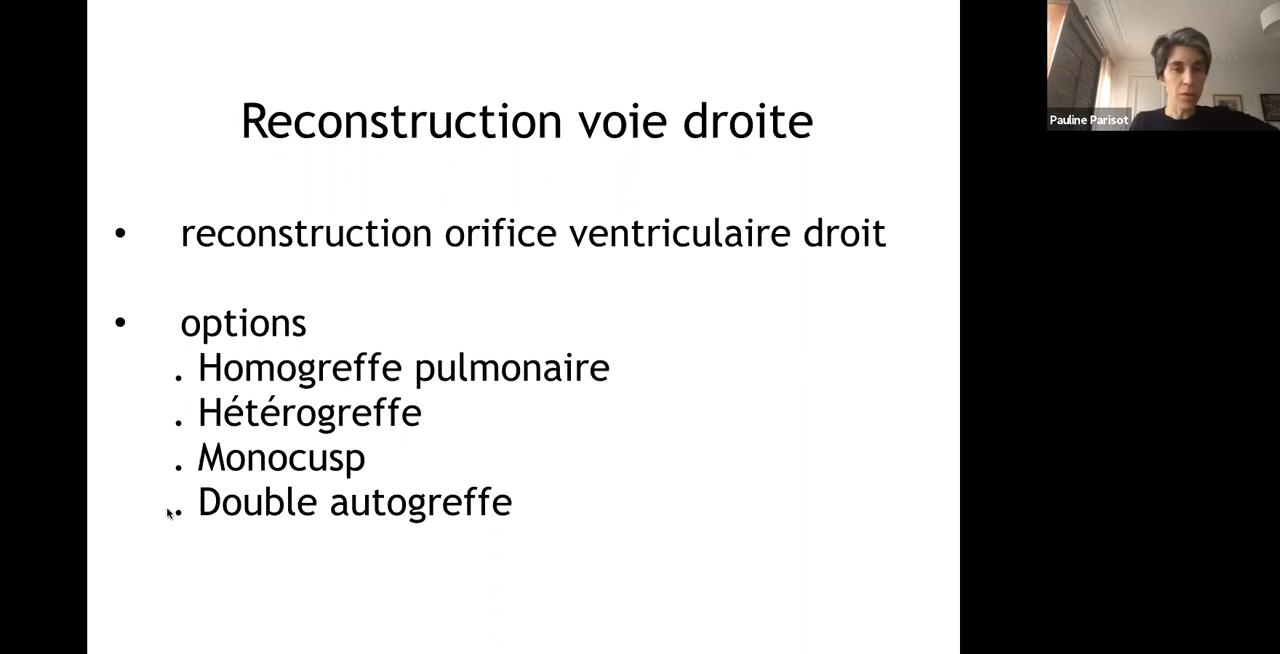 Reconstruction voie droite
• reconstruction orifice ventriculaire droit
• options
. Homogreffe pulmonaire
. Hétérogreffe
. Monocusp
. Double autogreffe
Pauline Parisot